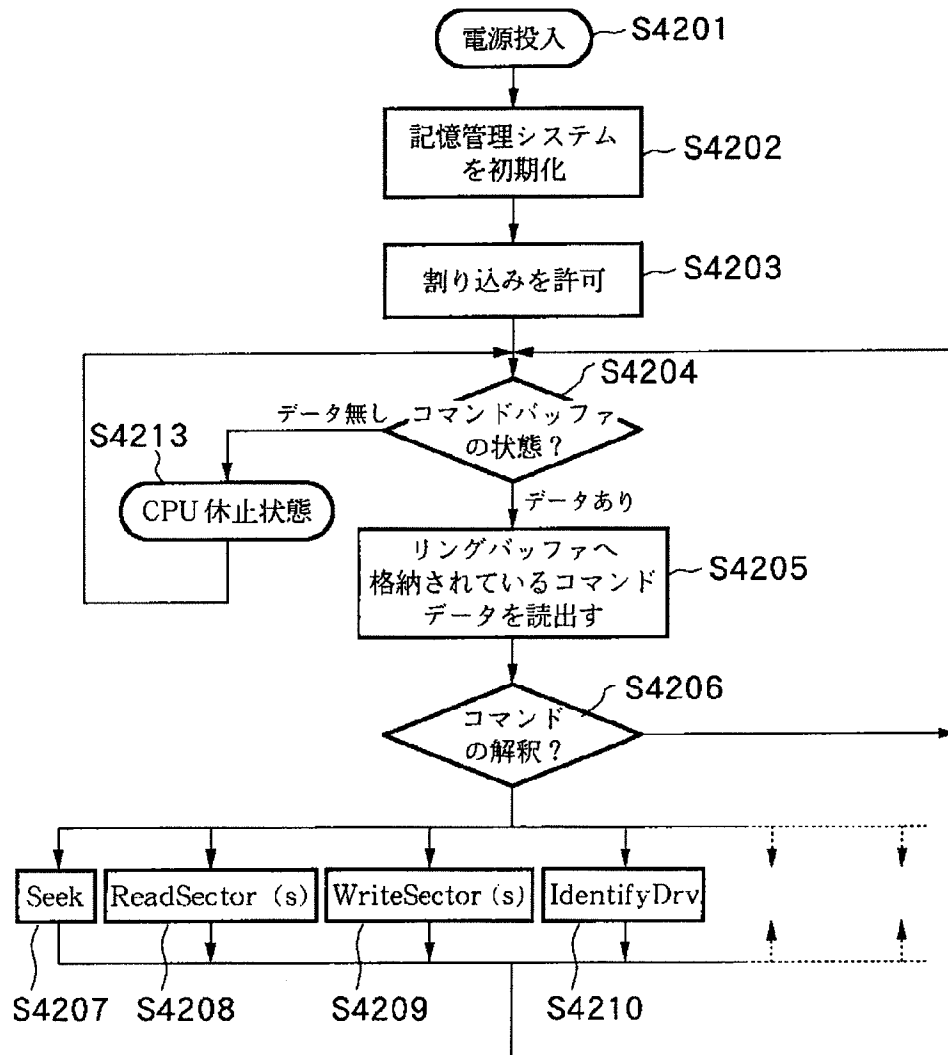 電源投入
S4201
記憶管理システム
を初期化
S4202
割り込みを許可
S4203
S4204
データ無し
コマンドバッファ
の状態?
S4213
CPU休止状態
データあり
リングバッファへ
格納されているコマンド
データを読出す
S4205
S4206
コマンド
の解釈?
Seek
ReadSector (s)
WriteSector (s)
IdentifyDrv.
S4207
S4208
S4209
S4210